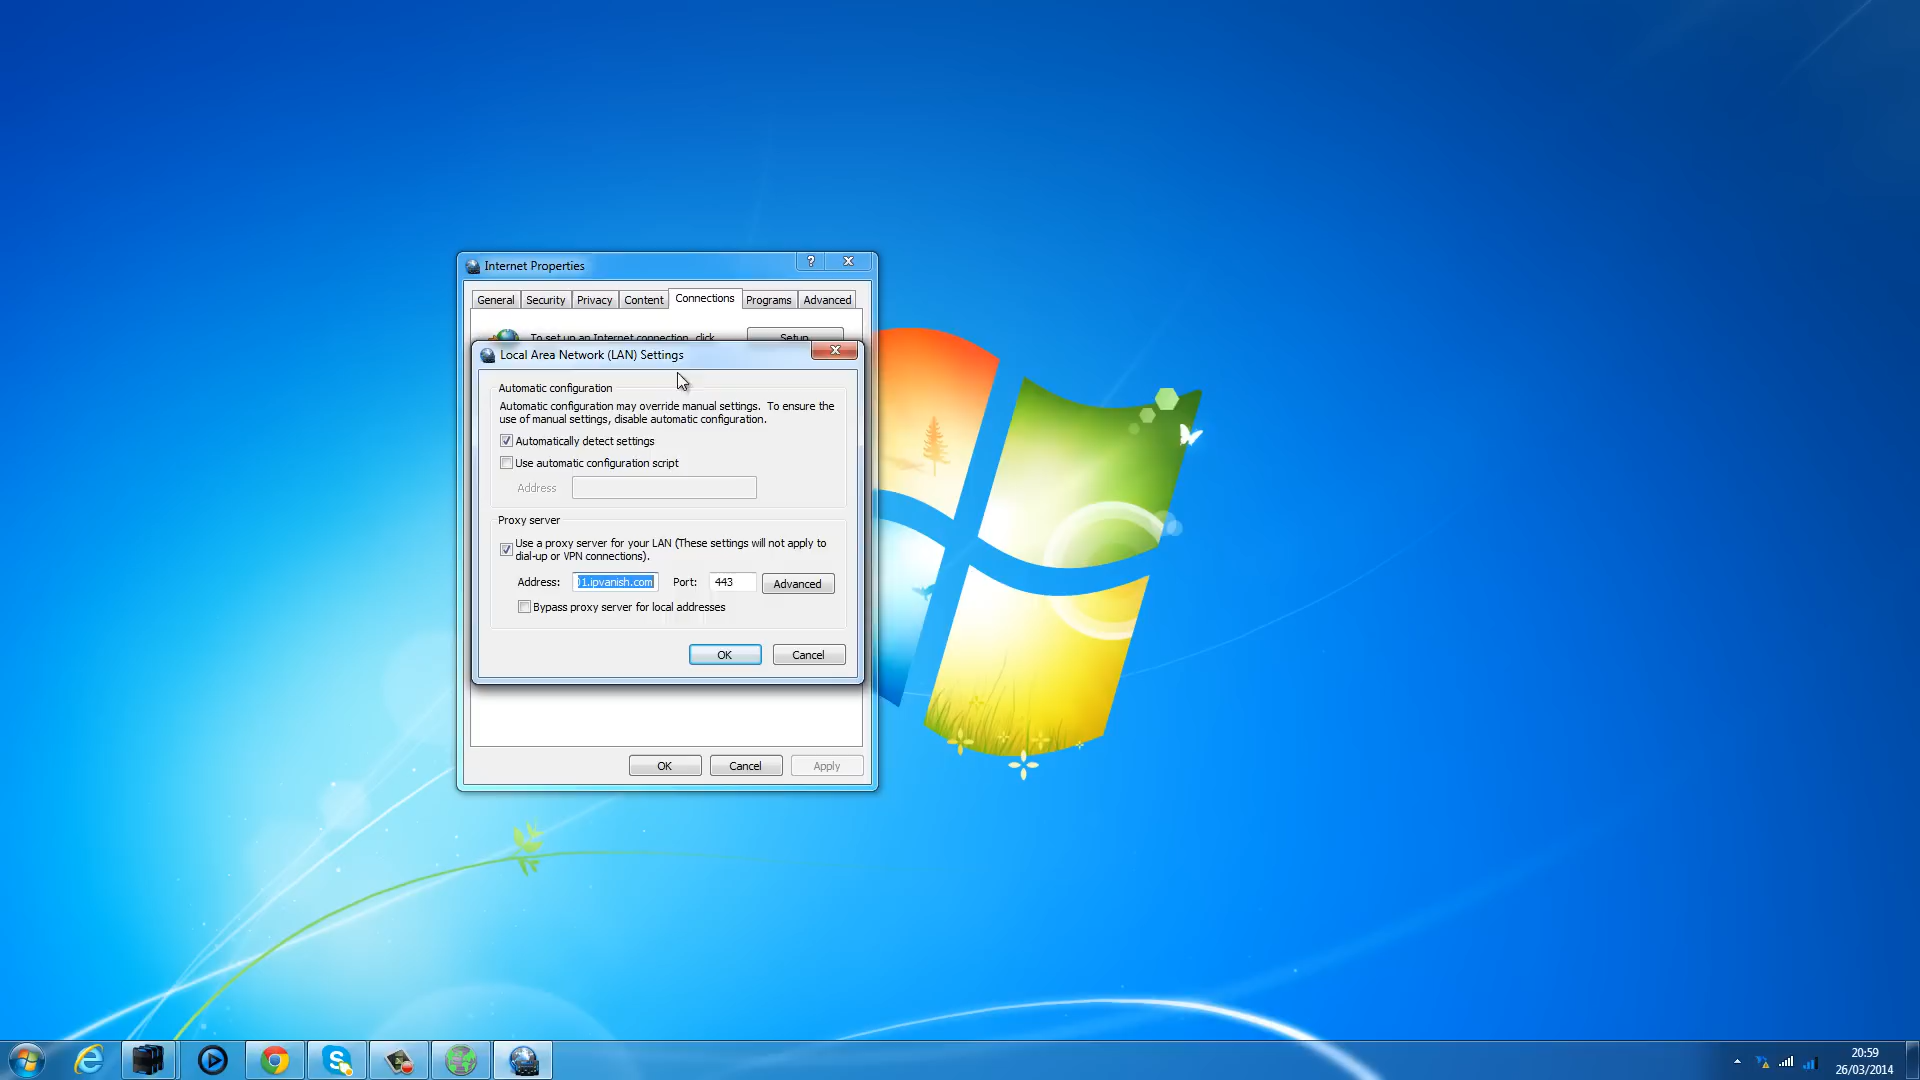 Internet Properties
?
General Security Privacy Content Connections Programs Advanced
To set up an Internet connection, click Setup
Local Area Network (LAN) Settings
Automatic configuration
Automatic configuration may override manual settings. To ensure the
use of manual settings, disable automatic configuration.
Automatically detect settings
Use automatic configuration script
Address
Proxy server
Use a proxy server for your LAN (These settings will not apply to
dial-up or VPN connections).
Address: 01.ipvanish.com Port: 443 Advanced
Bypass proxy server for local addresses
OK Cancel
OK Cancel Apply
20:59
26/03/2014